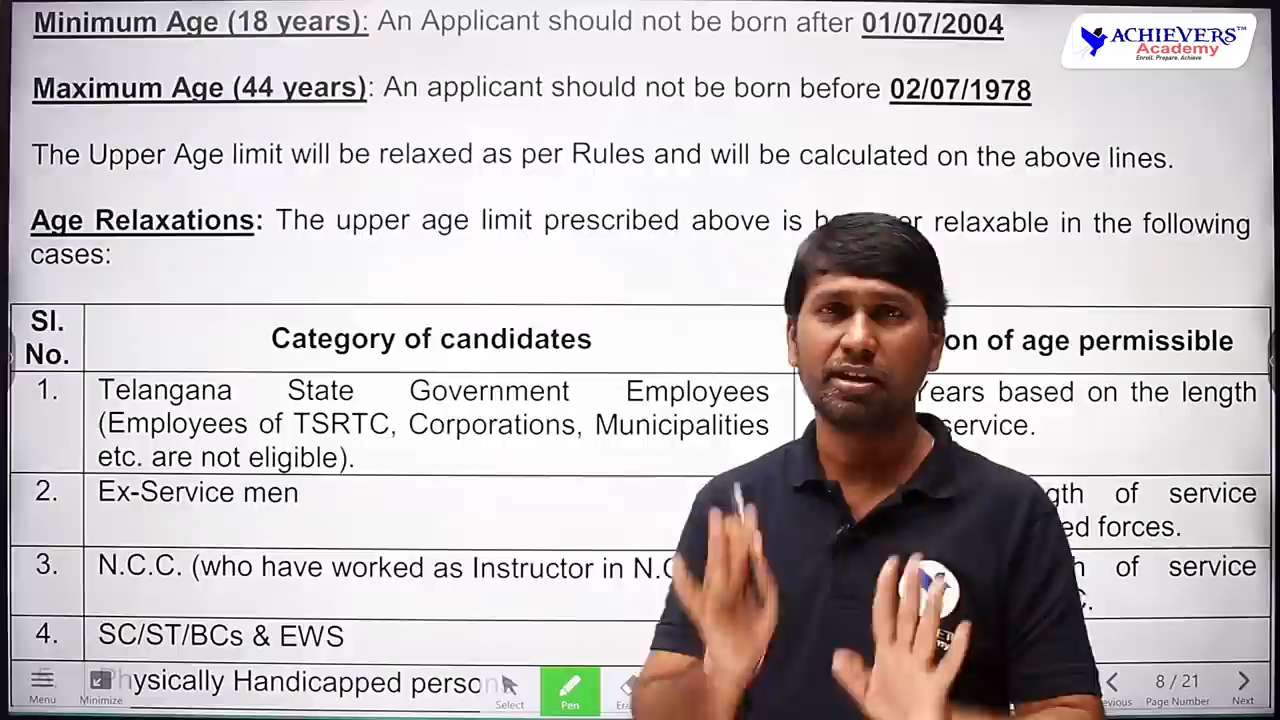 Minimum Age (18 years): An Applicant should not be born after 01/07/2004
ACHIEVERS™
Academy
Enroll. Prepare. Achieve
Maximum Age (44 years): An applicant should not be born before 02/07/1978
The Upper Age limit will be relaxed as per Rules and will be calculated on the above lines.
Age Relaxations: The upper age limit prescribed above is relaxable in the following
cases:
Sl.
No.
Category of candidates
of age permissible
1.
Telangana State Government Employees
(Employees of TSRTC, Corporations, Municipalities
etc. are not eligible).
Years based on the length
service.
2.
Ex-Service men
of service
forces.
3.
N.C.C. (who have worked as Instructor in
of service
4.
SC/ST/BCs & EWS
Physically Handicapped
Menu
Minimize
Select
Pen
8 / 21
Page Number
Next